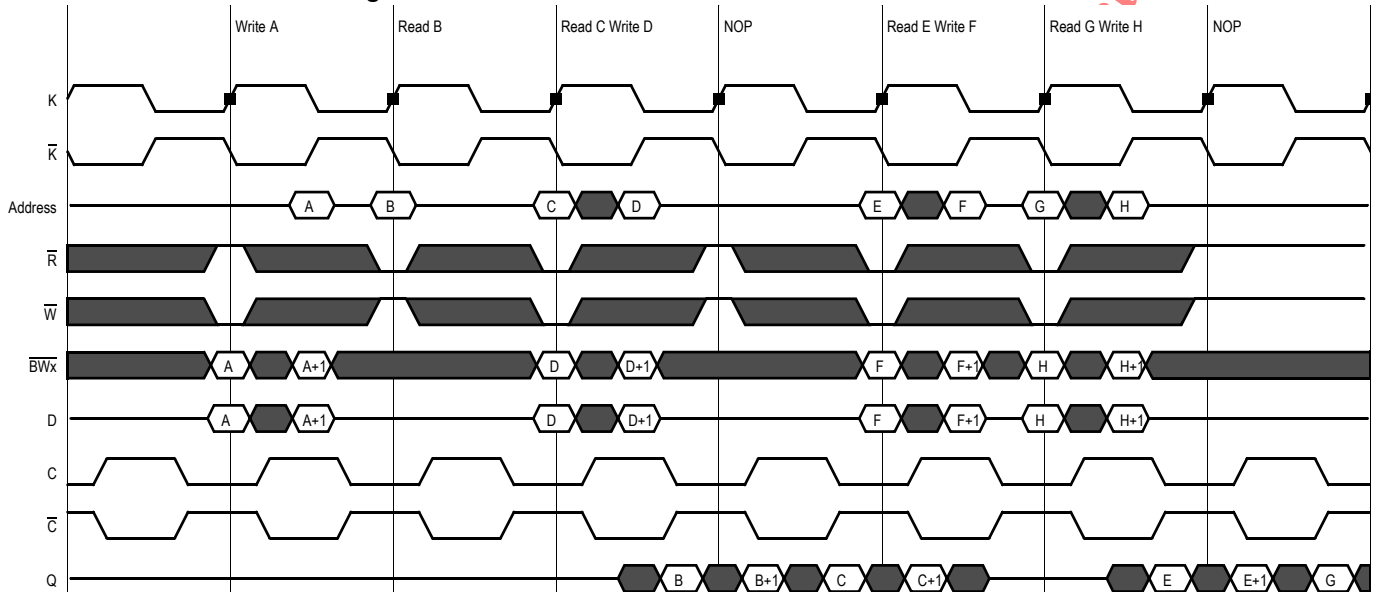 Write A Read B Read C Write D NOP Read E Write F Read G Write H NOP
K
K̅
Address A B C D E F G H
R̅
W̅
B̅W̅x̅ A A+1 D D+1 F F+1 H H+1
D A A+1 D D+1 F F+1 H H+1
C
C̅
Q B B+1 C C+1 E E+1 G